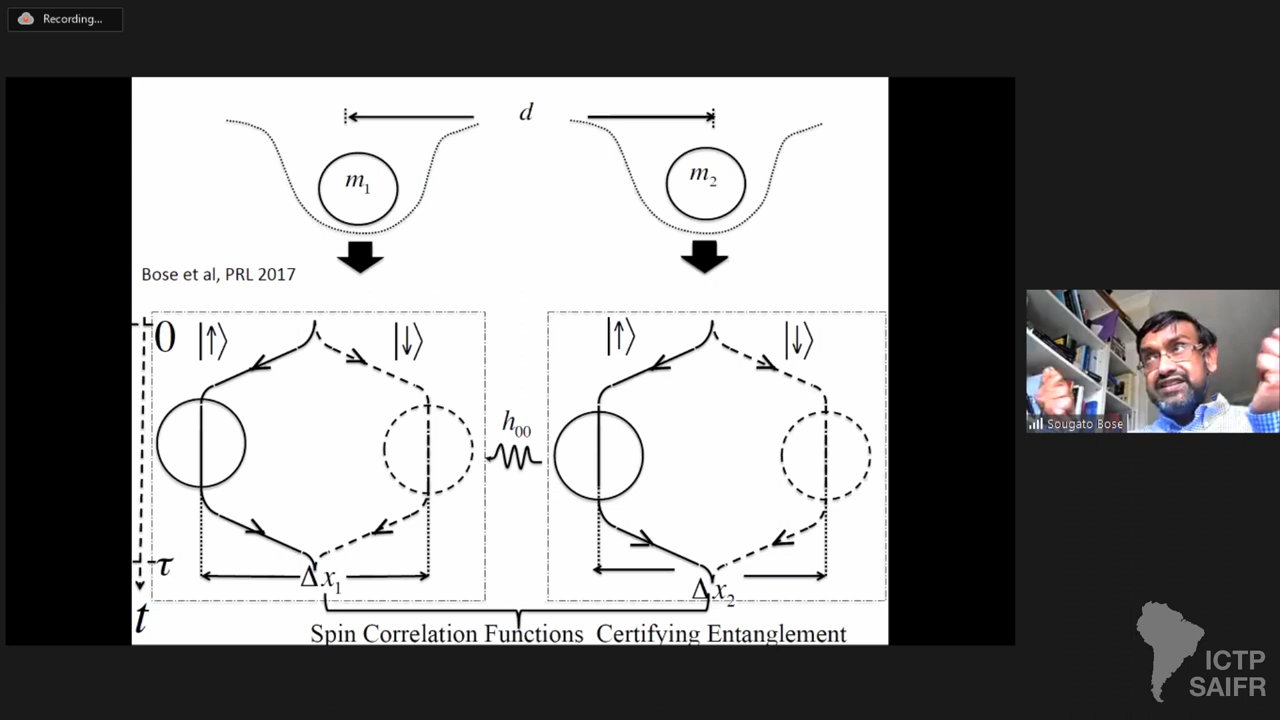 Recording...
d
m1
m2
Bose et al, PRL 2017
0
|↑⟩
|↓⟩
|↑⟩
|↓⟩
h00
τ
Δx1
Δx2
t
Spin Correlation Functions Certifying Entanglement
Sougato Bose
ICTP
SAIFR